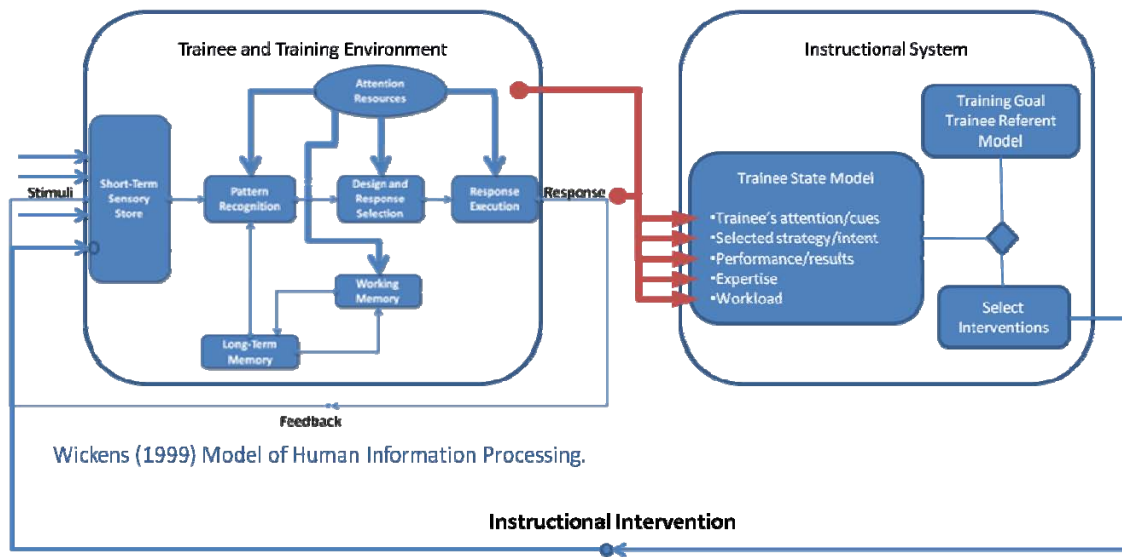 Trainee and Training Environment
Attention
Resources
Short-Term
Sensory
Store
Stimuli
Pattern
Recognition
Design and
Response
Selection
Response
Execution
Response
Working
Memory
Long-Term
Memory
Feedback
Wickens (1999) Model of Human Information Processing.
Instructional System
Training Goal
Trainee Referent
Model
Trainee State Model
•Trainee's attention/cues
•Selected strategy/intent
•Performance/results
•Expertise
•Workload
Select
Interventions
Instructional Intervention